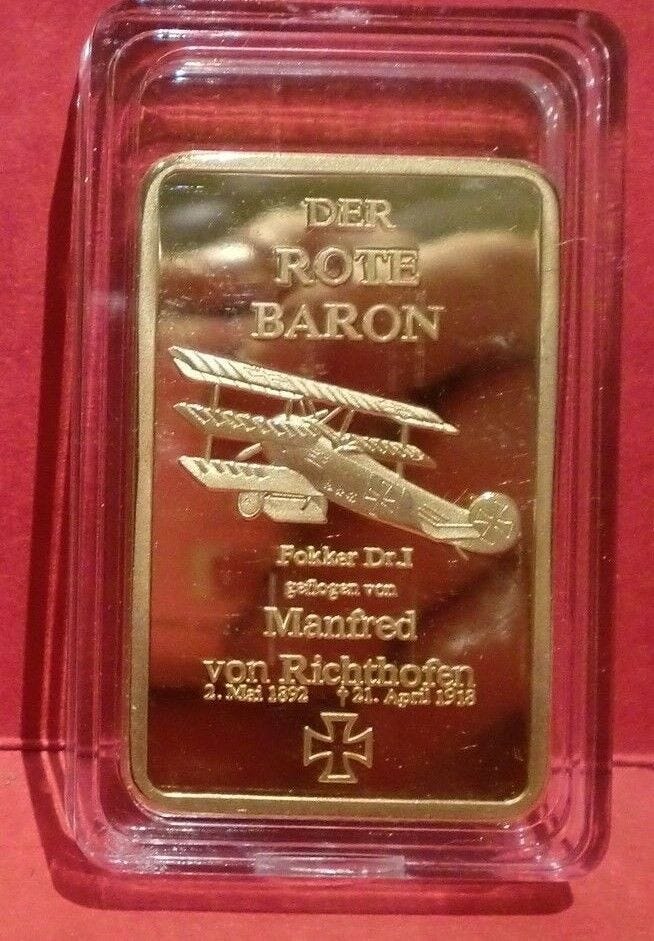 DER
ROTE
BARON
Fokker Dr.I
geflogen von
Manfred
von Richthofen
2. Mai 1892 † 21. April 1918